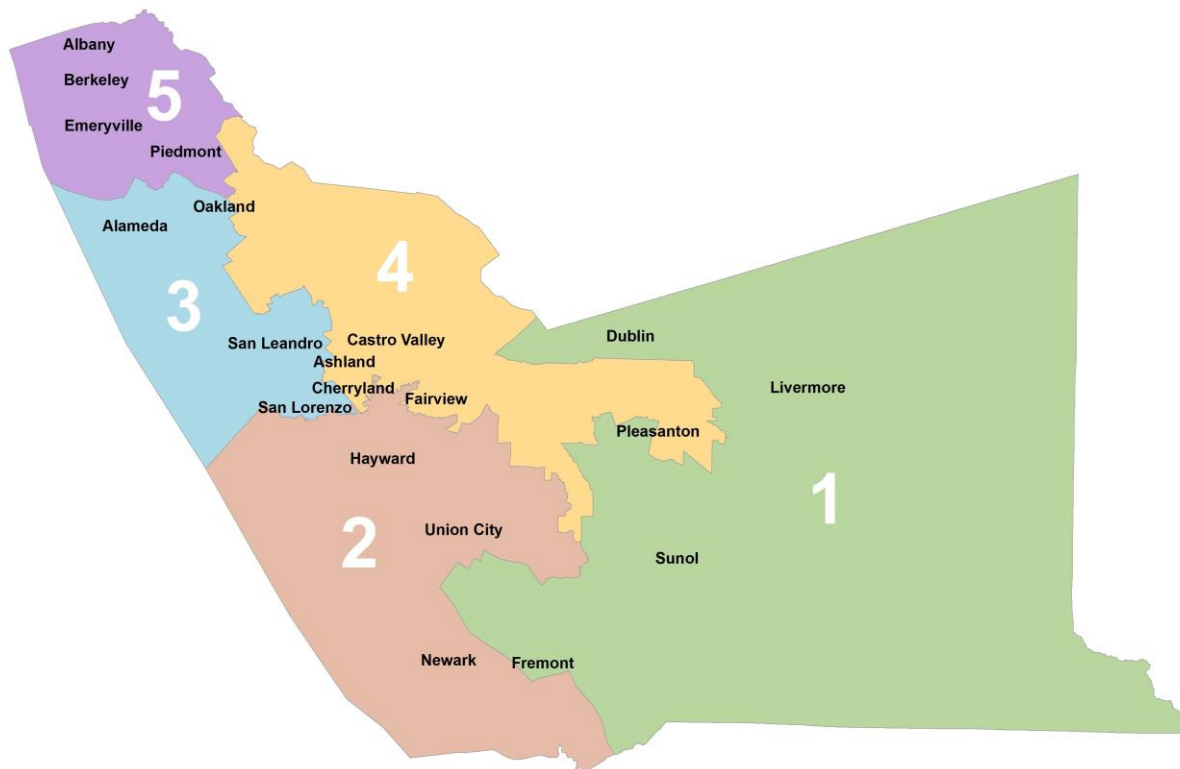 Albany
Berkeley
5
Emeryville
Piedmont
Oakland
Alameda
4
3
San Leandro
Castro Valley
Dublin
Ashland
Cherryland
Livermore
San Lorenzo
Fairview
Pleasanton
Hayward
1
2
Union City
Sunol
Newark
Fremont